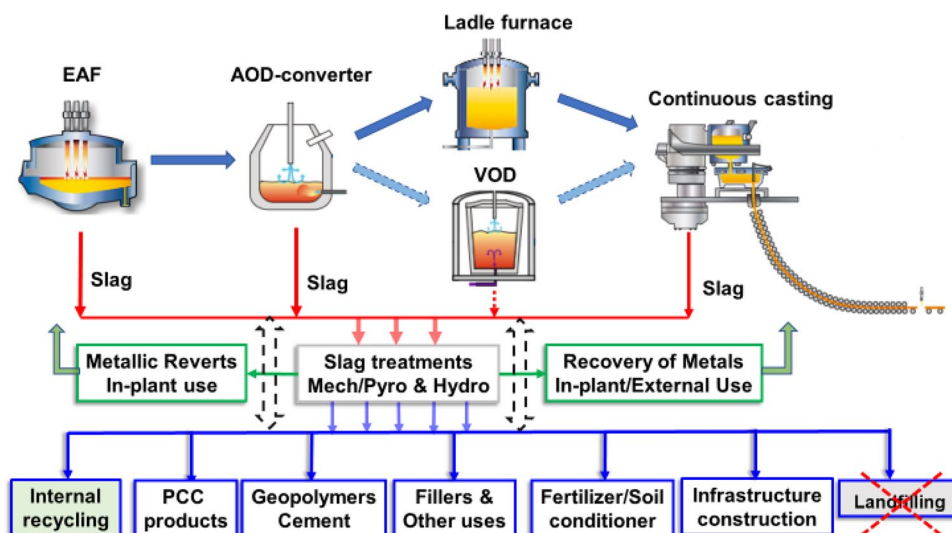 Ladle furnace
EAF
AOD-converter
Continuous casting
VOD
Slag
Slag
Slag
Metallic Reverts
In-plant use
Slag treatments
Mech/Pyro & Hydro
Recovery of Metals
In-plant/External Use
Internal
recycling
PCC
products
Geopolymers
Cement
Fillers &
Other uses
Fertilizer/Soil
conditioner
Infrastructure
construction
Landfilling